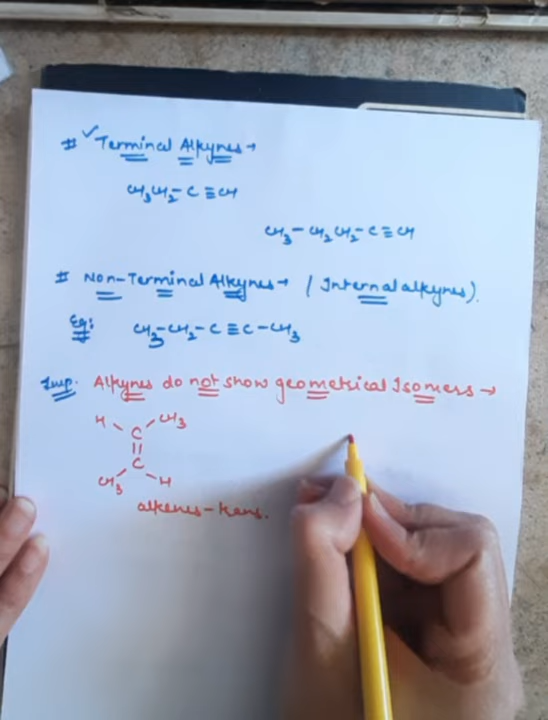 # ✓ Terminal Alkynes →
CH₃CH₂-C≡CH
CH₃-CH₂CH₂-C≡CH
# Non-Terminal Alkynes → (Internal alkynes).
Eg: CH₃-CH₂-C≡C-CH₃
Imp. Alkynes do not show geometrical Isomers →
H CH₃
C
||
C
CH₃ H
alkenes-trans.